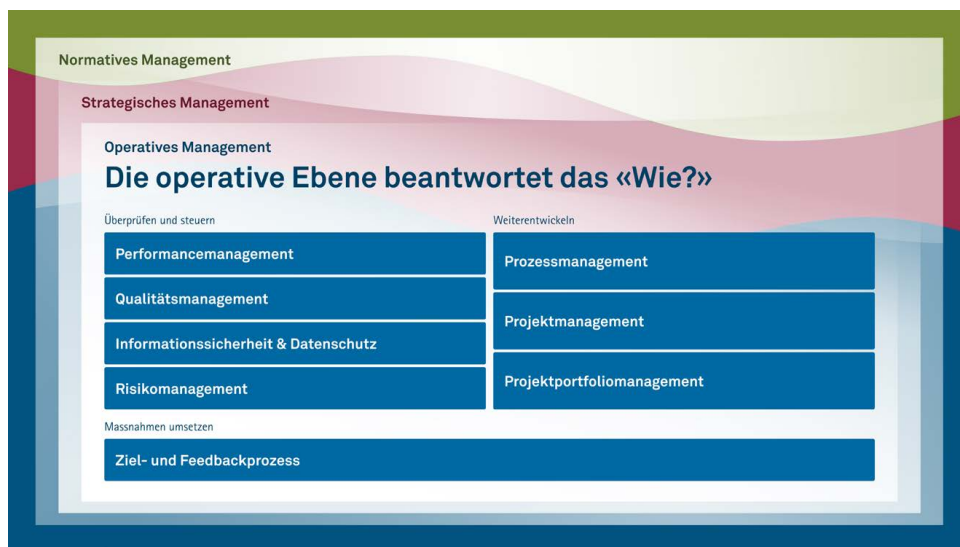 Normatives Management
Strategisches Management
Operatives Management
Die operative Ebene beantwortet das «Wie?»
Überprüfen und steuern
Performancemanagement
Qualitätsmanagement
Informationssicherheit & Datenschutz
Risikomanagement
Weiterentwickeln
Prozessmanagement
Projektmanagement
Projektportfoliomanagement
Massnahmen umsetzen
Ziel- und Feedbackprozess